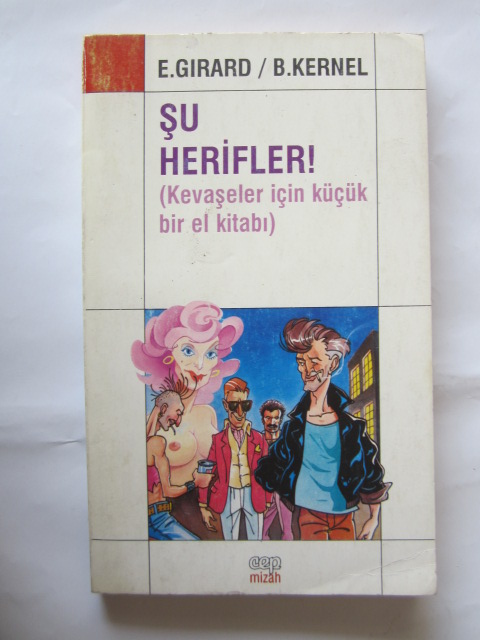 E.GIRARD / B.KERNEL
ŞU
HERİFLER!
(Kevaşeler için küçük
bir el kitabı)
cep
mizah